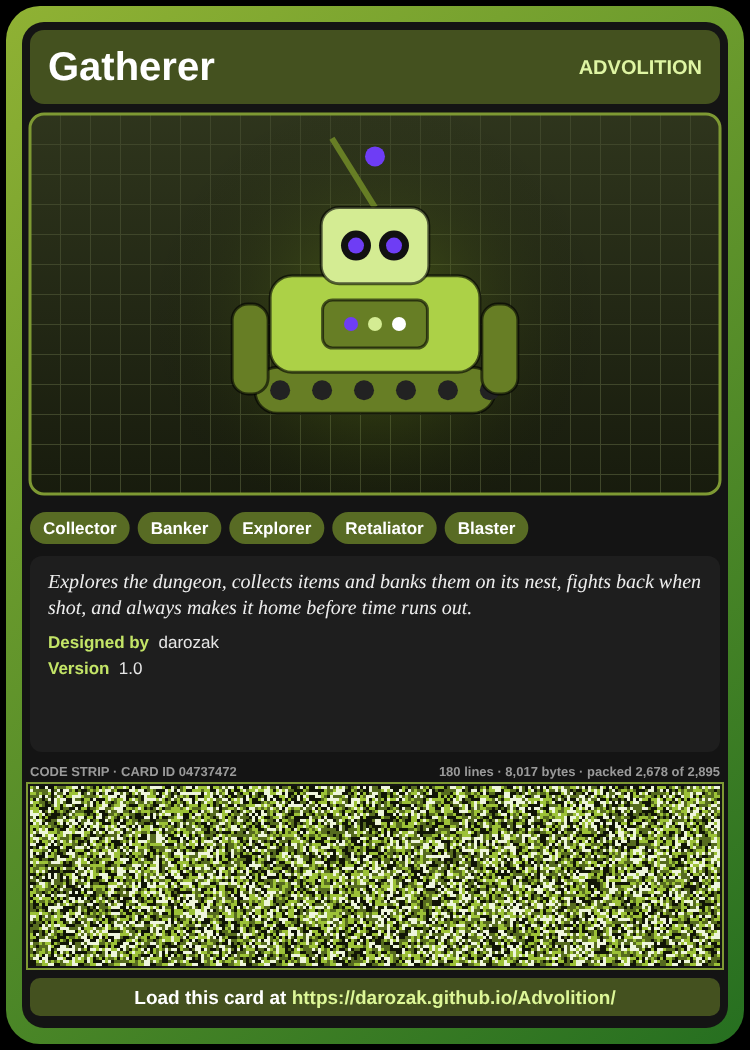 Gatherer
ADVOLITION
Collector Banker Explorer Retaliator Blaster
Explores the dungeon, collects items and banks them on its nest, fights back when
shot, and always makes it home before time runs out.
Designed by darozak
Version 1.0
CODE STRIP · CARD ID 04737472
180 lines · 8,017 bytes · packed 2,678 of 2,895
Load this card at https://darozak.github.io/Advolition/